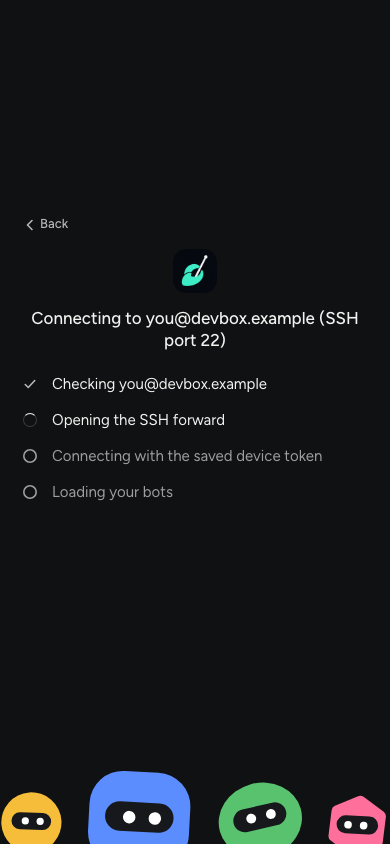 Back
Connecting to you@devbox.example (SSH
port 22)
Checking you@devbox.example
Opening the SSH forward
Connecting with the saved device token
Loading your bots